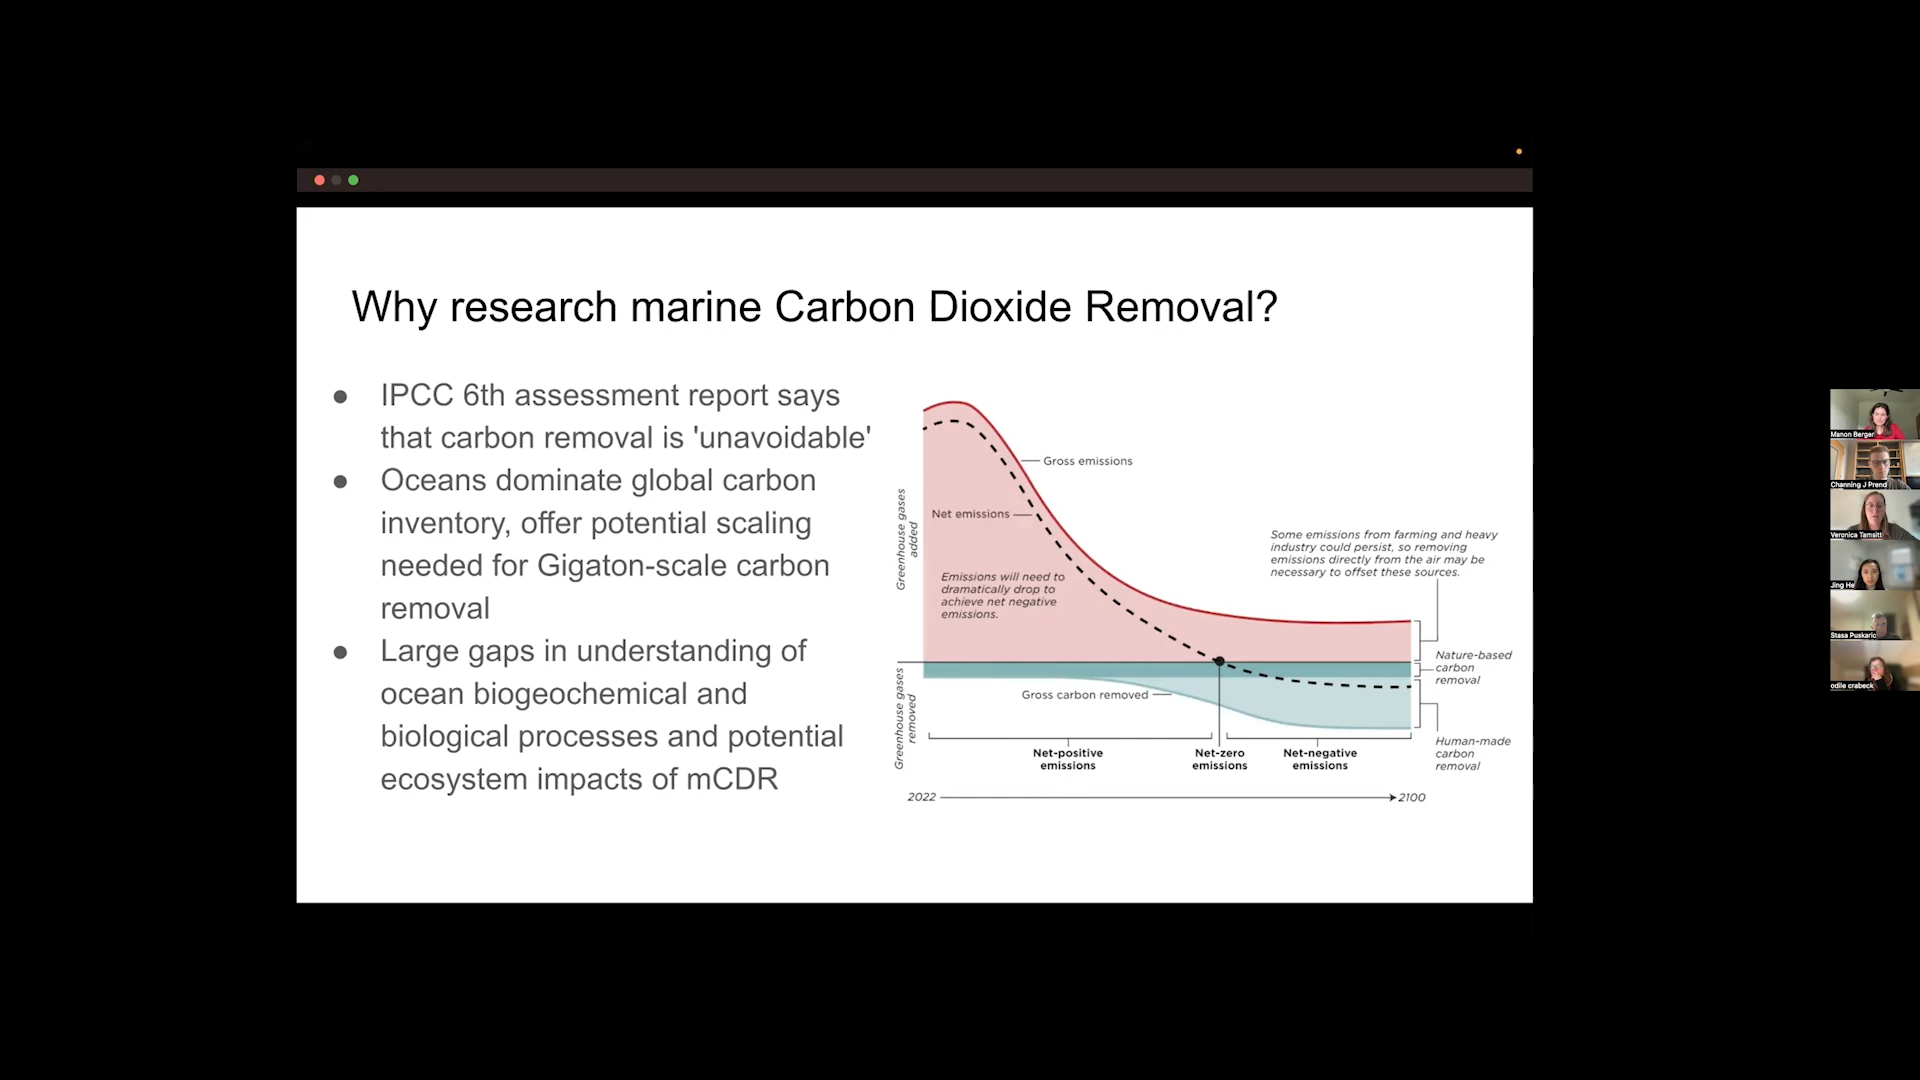 Why research marine Carbon Dioxide Removal?
● IPCC 6th assessment report says
that carbon removal is 'unavoidable'
● Oceans dominate global carbon
inventory, offer potential scaling
needed for Gigaton-scale carbon
removal
● Large gaps in understanding of
ocean biogeochemical and
biological processes and potential
ecosystem impacts of mCDR
Greenhouse gases
added
Greenhouse gases
removed
Gross emissions
Net emissions
Emissions will need to
dramatically drop to
achieve net negative
emissions.
Some emissions from farming and heavy
industry could persist, so removing
emissions directly from the air may be
necessary to offset these sources.
Nature-based
carbon
removal
Gross carbon removed
Human-made
carbon
removal
Net-positive
emissions
Net-zero
emissions
Net-negative
emissions
2022
2100
Manon Berger
Channing J Prend
Veronica Tamsitt
Jing He
Stasa Puskaric
odile crabeck